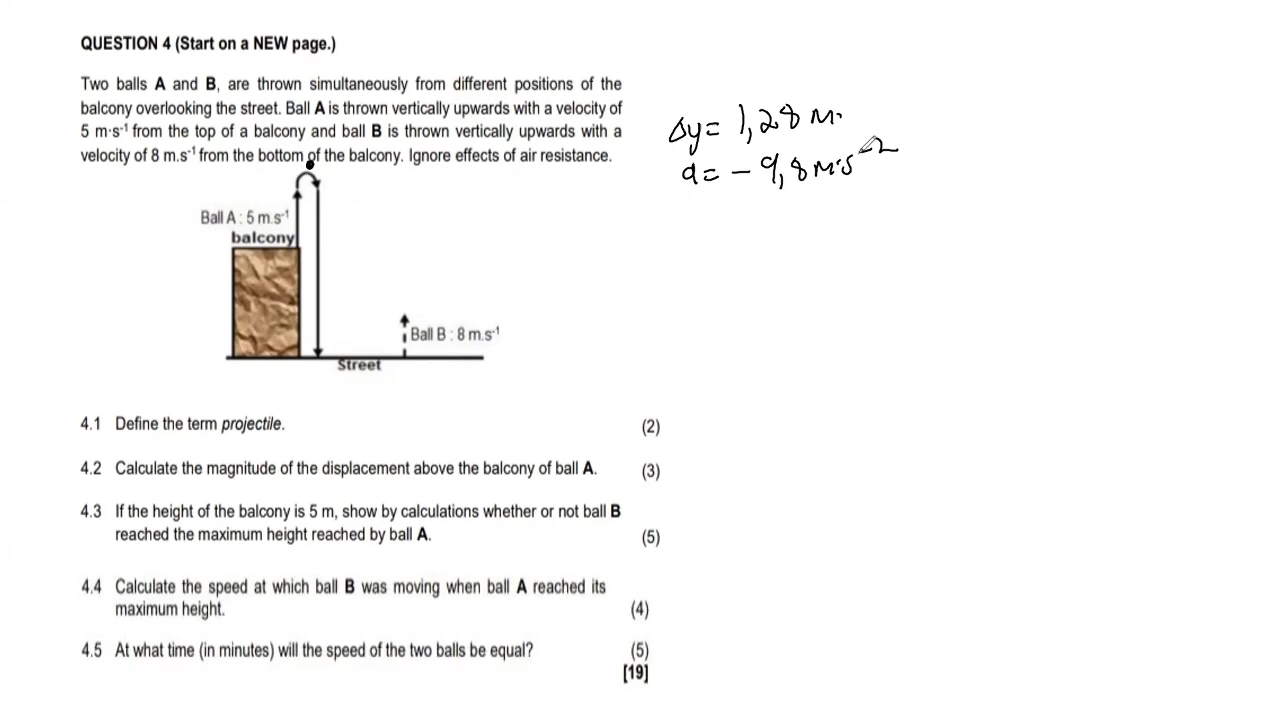 QUESTION 4 (Start on a NEW page.)
Two balls A and B, are thrown simultaneously from different positions of the
balcony overlooking the street. Ball A is thrown vertically upwards with a velocity of
5 m·s⁻¹ from the top of a balcony and ball B is thrown vertically upwards with a
velocity of 8 m.s⁻¹ from the bottom of the balcony. Ignore effects of air resistance.
Δy = 1,28 m.
a = - 9,8 m·s⁻²
Ball A : 5 m.s⁻¹
balcony
Ball B : 8 m.s⁻¹
Street
4.1 Define the term projectile. (2)
4.2 Calculate the magnitude of the displacement above the balcony of ball A. (3)
4.3 If the height of the balcony is 5 m, show by calculations whether or not ball B
reached the maximum height reached by ball A. (5)
4.4 Calculate the speed at which ball B was moving when ball A reached its
maximum height. (4)
4.5 At what time (in minutes) will the speed of the two balls be equal? (5)
[19]